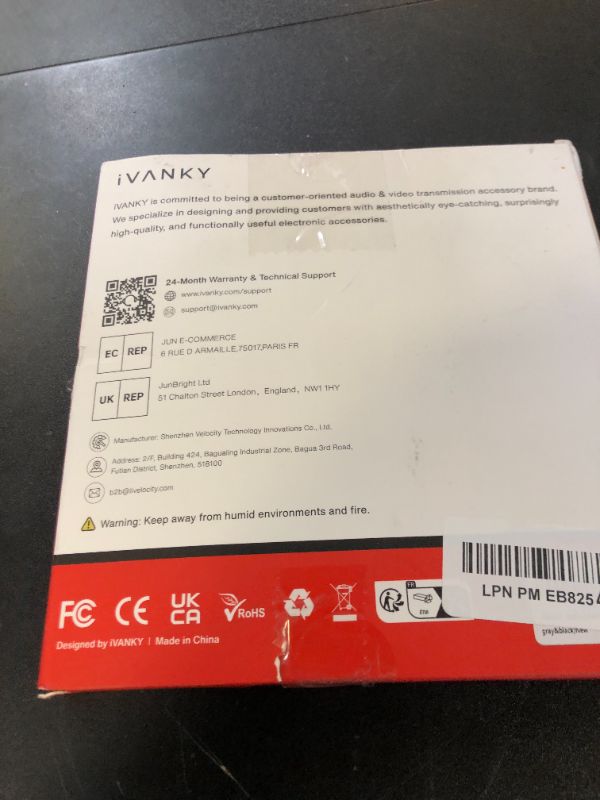 iVANKY
iVANKY is committed to being a customer-oriented audio & video transmission accessory brand.
We specialize in designing and providing customers with aesthetically eye-catching, surprisingly
high-quality, and functionally useful electronic accessories.
24-Month Warranty & Technical Support
www.ivanky.com/support
support@ivanky.com
EC REP
JUN E-COMMERCE
6 RUE D ARMAILLE,75017,PARIS FR
UK REP
JunBright Ltd
51 Chalton Street London, England, NW1 1HY
Manufacturer: Shenzhen Velocity Technology Innovations Co., Ltd.
Address: 2/F, Building 424, Bagualing Industrial Zone, Bagua 3rd Road,
Futian District, Shenzhen, 518100
b2b@livelocity.com
Warning: Keep away from humid environments and fire.
FC CE UK CA RoHS
FR
LPN PM EB8254
gray&black/new
Designed by iVANKY | Made in China